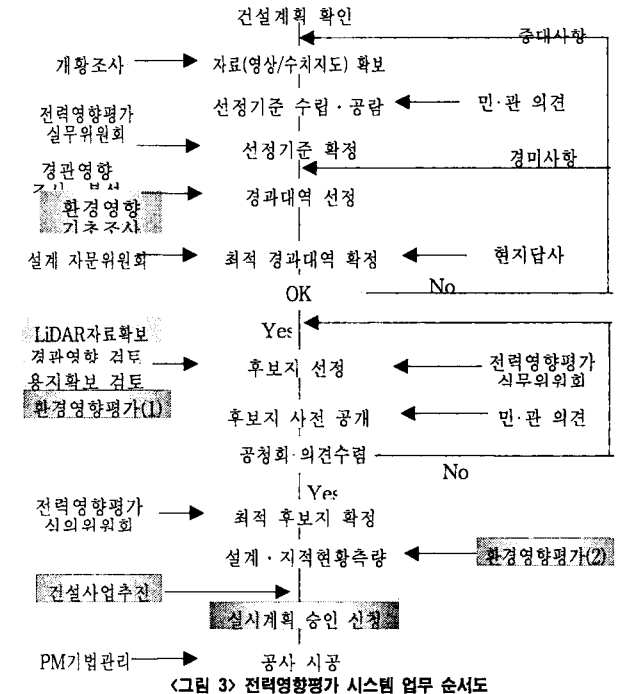 건설계획 확인
중대사항
개황조사
자료(영상/수치지도) 확보
전력영향평가
실무위원회
선정기준 수립·공람
민·관 의견
선정기준 확정
경미사항
경관영향
경과대역 선정
환경영향
기초조사
설계 자문위원회
최적 경과대역 확정
현지답사
OK
No
Yes
LiDAR자료확보
경관영향 검토
용지확보 검토
환경영향평가(1)
후보지 선정
전력영향평가
실무위원회
후보지 사전 공개
민·관 의견
공청회·의견수렴
No
Yes
전력영향평가
심의위원회
최적 후보지 확정
설계·지적현황측량
환경영향평가(2)
건설사업추진
실시계획 승인 신청
PM기법관리
공사 시공
<그림 3> 전력영향평가 시스템 업무 순서도